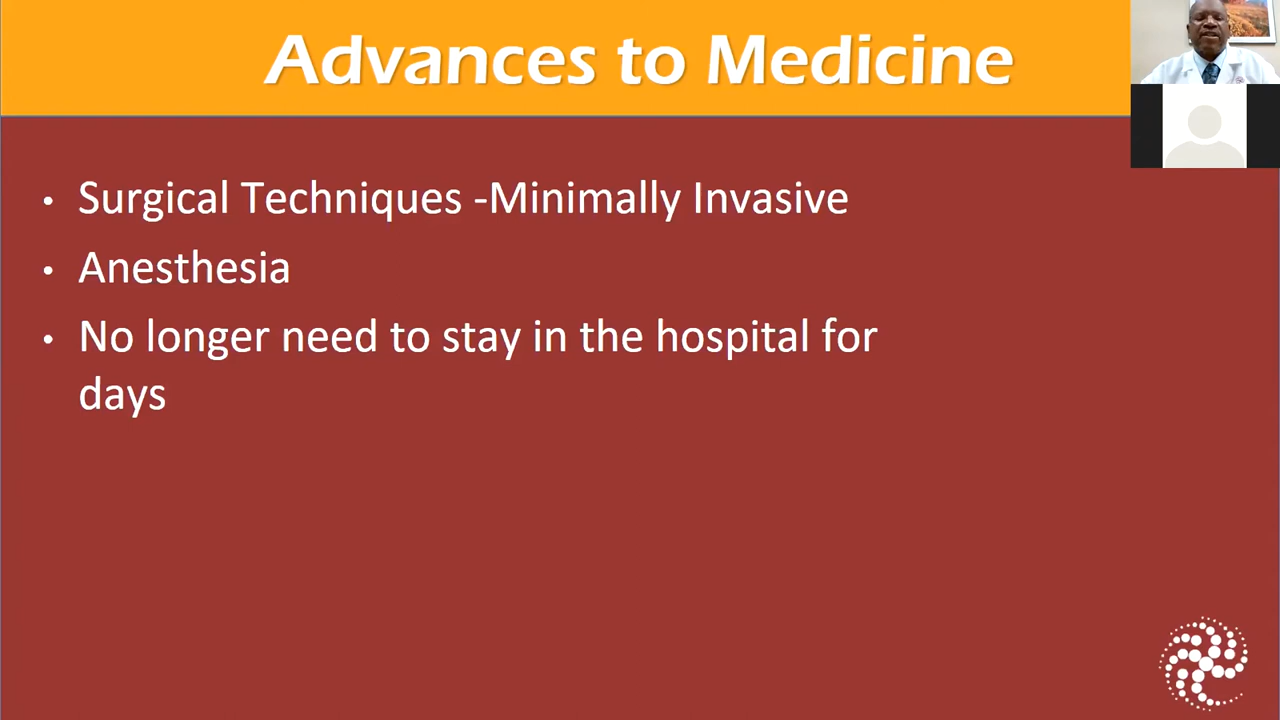 Advances to Medicine
• Surgical Techniques -Minimally Invasive
• Anesthesia
• No longer need to stay in the hospital for
days